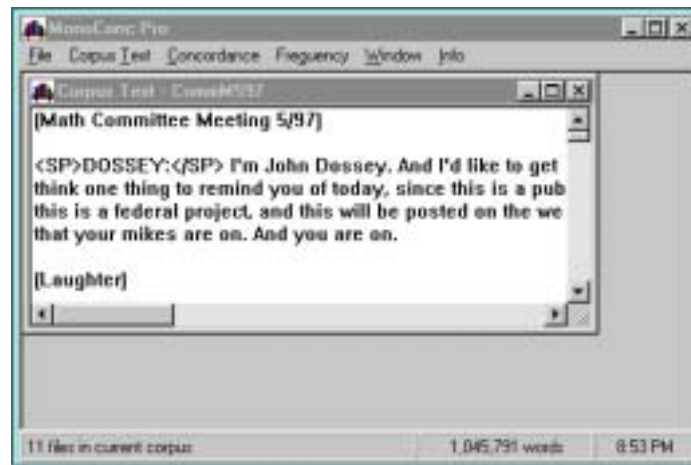 MonoConc Pro
File Corpus Text Concordance Frequency Window Info
Corpus Text - CommM597
[Math Committee Meeting 5/97]
<SP>DOSSEY:</SP> I'm John Dossey. And I'd like to get
think one thing to remind you of today, since this is a pub
this is a federal project, and this will be posted on the we
that your mikes are on. And you are on.
[Laughter]
11 files in current corpus 1,045,791 words 8:53 PM